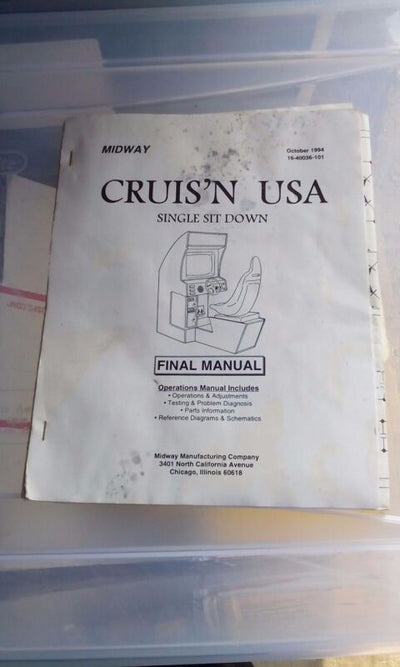 MIDWAY
October 1994
16-40036-101
CRUIS'N USA
SINGLE SIT DOWN
FINAL MANUAL
Operations Manual Includes
• Operations & Adjustments
• Testing & Problem Diagnosis
• Parts Information
• Reference Diagrams & Schematics
Midway Manufacturing Company
3401 North California Avenue
Chicago, Illinois 60618